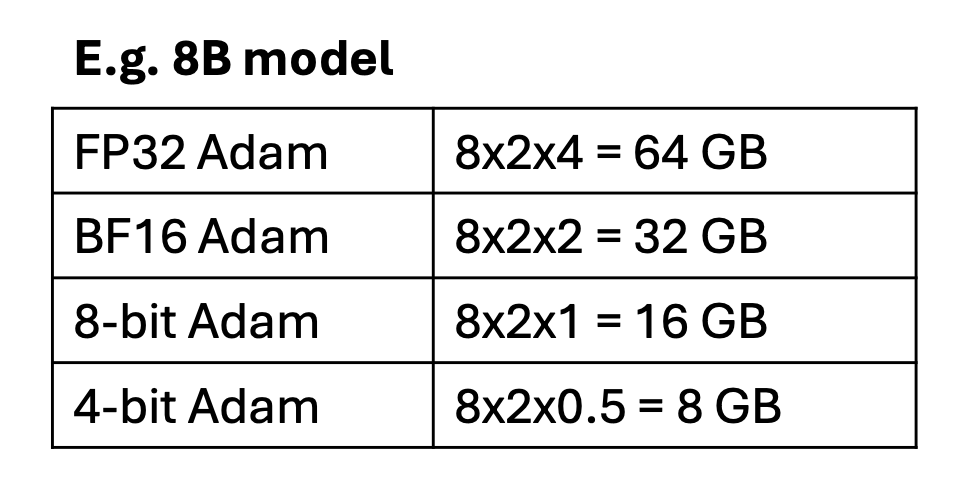 E.g. 8B model
FP32 Adam 8x2x4 = 64 GB
BF16 Adam 8x2x2 = 32 GB
8-bit Adam 8x2x1 = 16 GB
4-bit Adam 8x2x0.5 = 8 GB